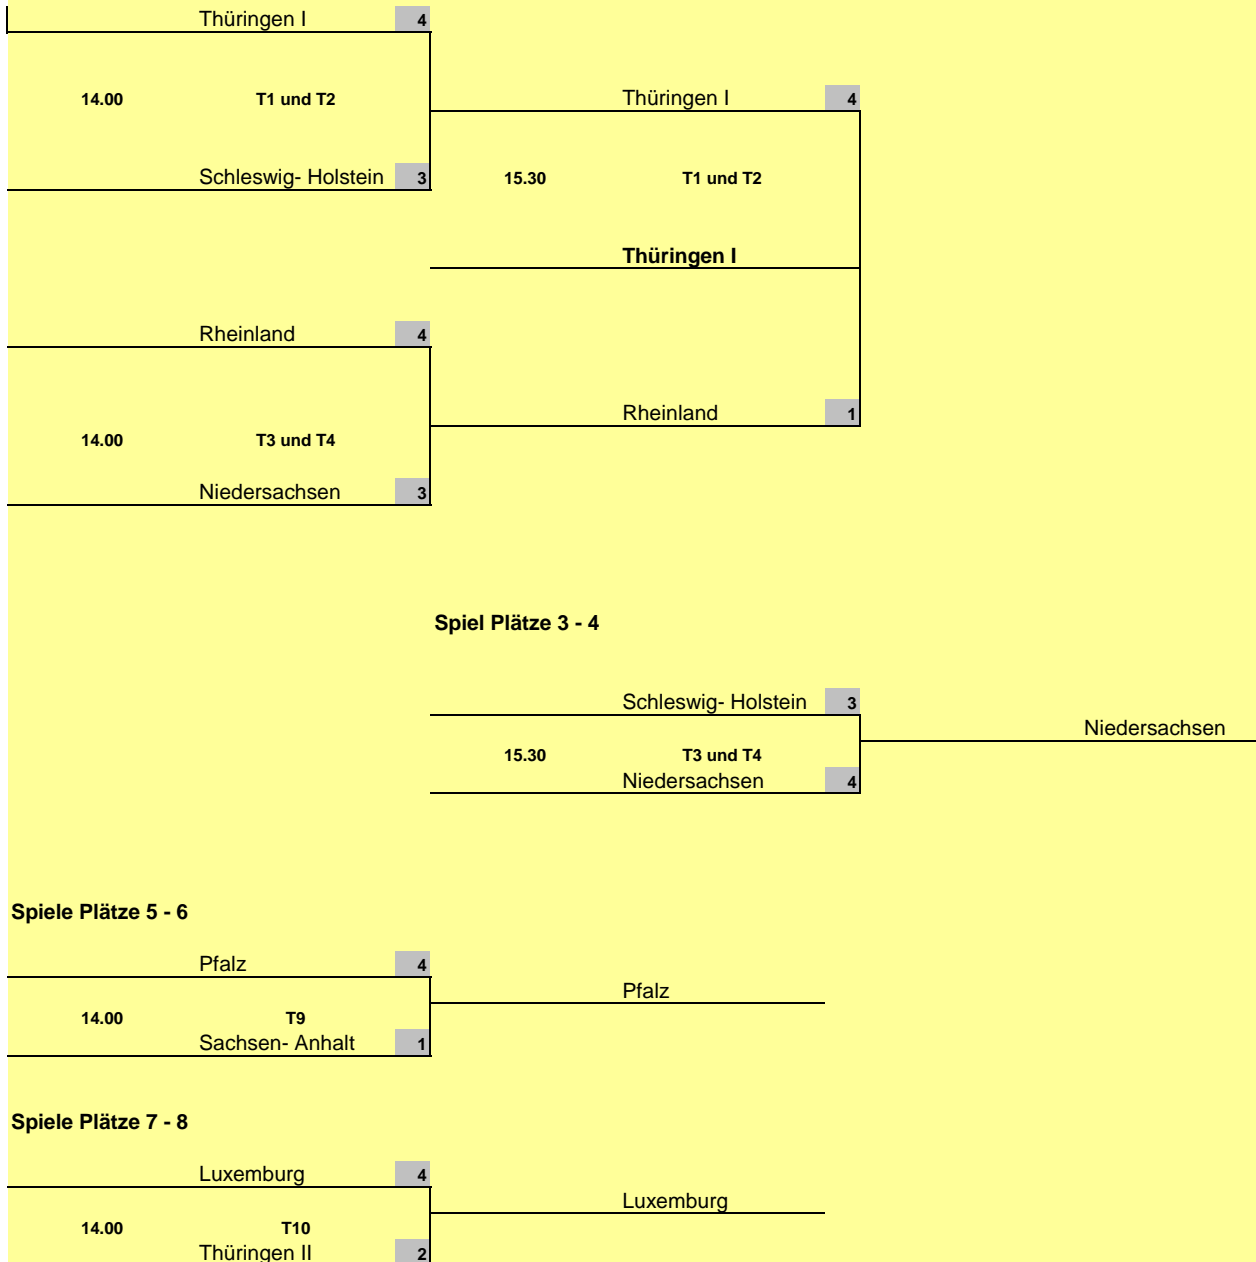 Thüringen I 4
14.00 T1 und T2 Thüringen I 4
Schleswig- Holstein 3 15.30 T1 und T2
Thüringen I
Rheinland 4
Rheinland 1
14.00 T3 und T4
Niedersachsen 3
Spiel Plätze 3 - 4
Schleswig- Holstein 3
Niedersachsen
15.30 T3 und T4
Niedersachsen 4
Spiele Plätze 5 - 6
Pfalz 4
Pfalz
14.00 T9
Sachsen- Anhalt 1
Spiele Plätze 7 - 8
Luxemburg 4
Luxemburg
14.00 T10
Thüringen II 2